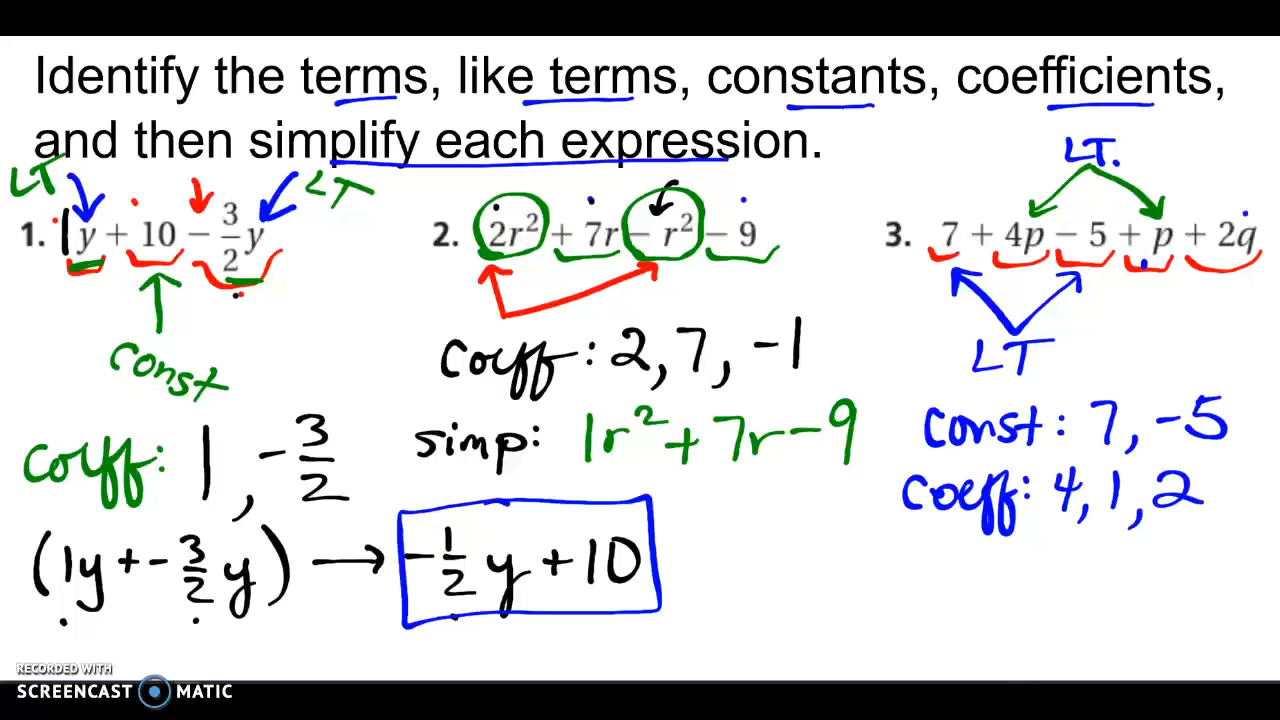 Identify the terms, like terms, constants, coefficients,
and then simplify each expression.
LT LT LT.
1. 1y + 10 − 3/2 y
2. 2r² + 7r − r² − 9
3. 7 + 4p − 5 + p + 2q
const
coeff: 1, -3/2
(1y + - 3/2 y) → -1/2 y + 10
coeff: 2, 7, -1
simp: 1r² + 7r - 9
LT
const: 7, -5
coeff: 4, 1, 2
RECORDED WITH
SCREENCAST MATIC